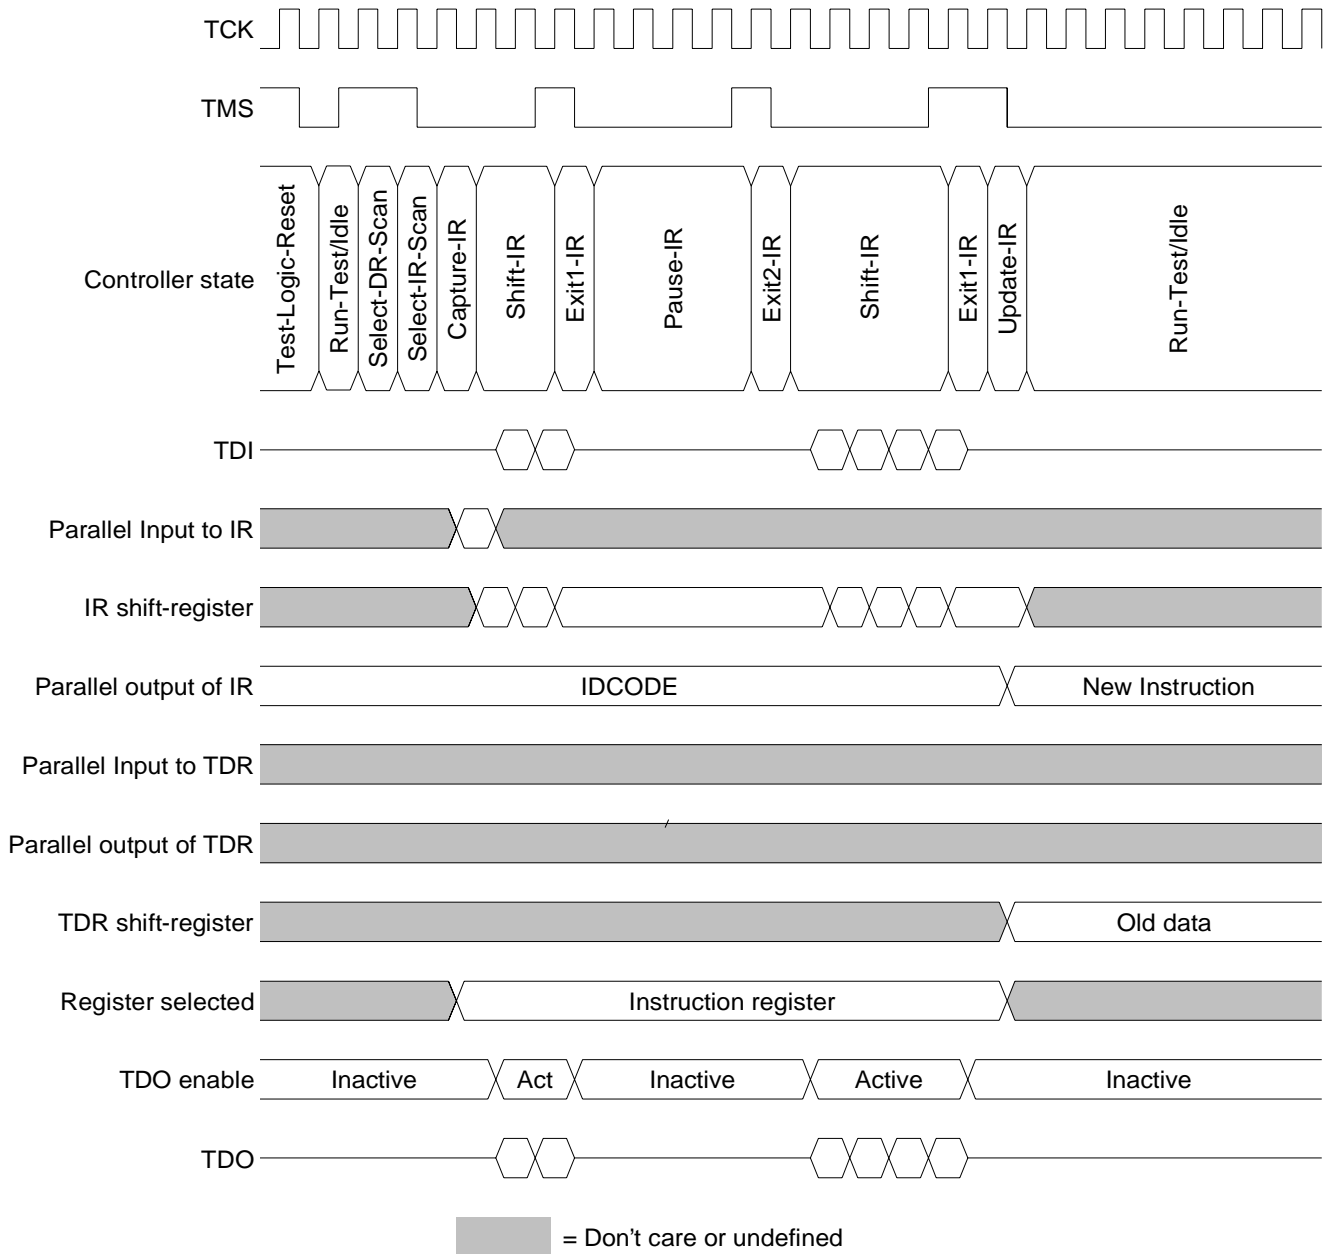 TCK
TMS
Controller state
Test-Logic-Reset
Run-Test/Idle
Select-DR-Scan
Select-IR-Scan
Capture-IR
Shift-IR
Exit1-IR
Pause-IR
Exit2-IR
Shift-IR
Exit1-IR
Update-IR
Run-Test/Idle
TDI
Parallel Input to IR
IR shift-register
Parallel output of IR
IDCODE
New Instruction
Parallel Input to TDR
Parallel output of TDR
TDR shift-register
Old data
Register selected
Instruction register
TDO enable
Inactive
Act
Inactive
Active
Inactive
TDO
= Don't care or undefined